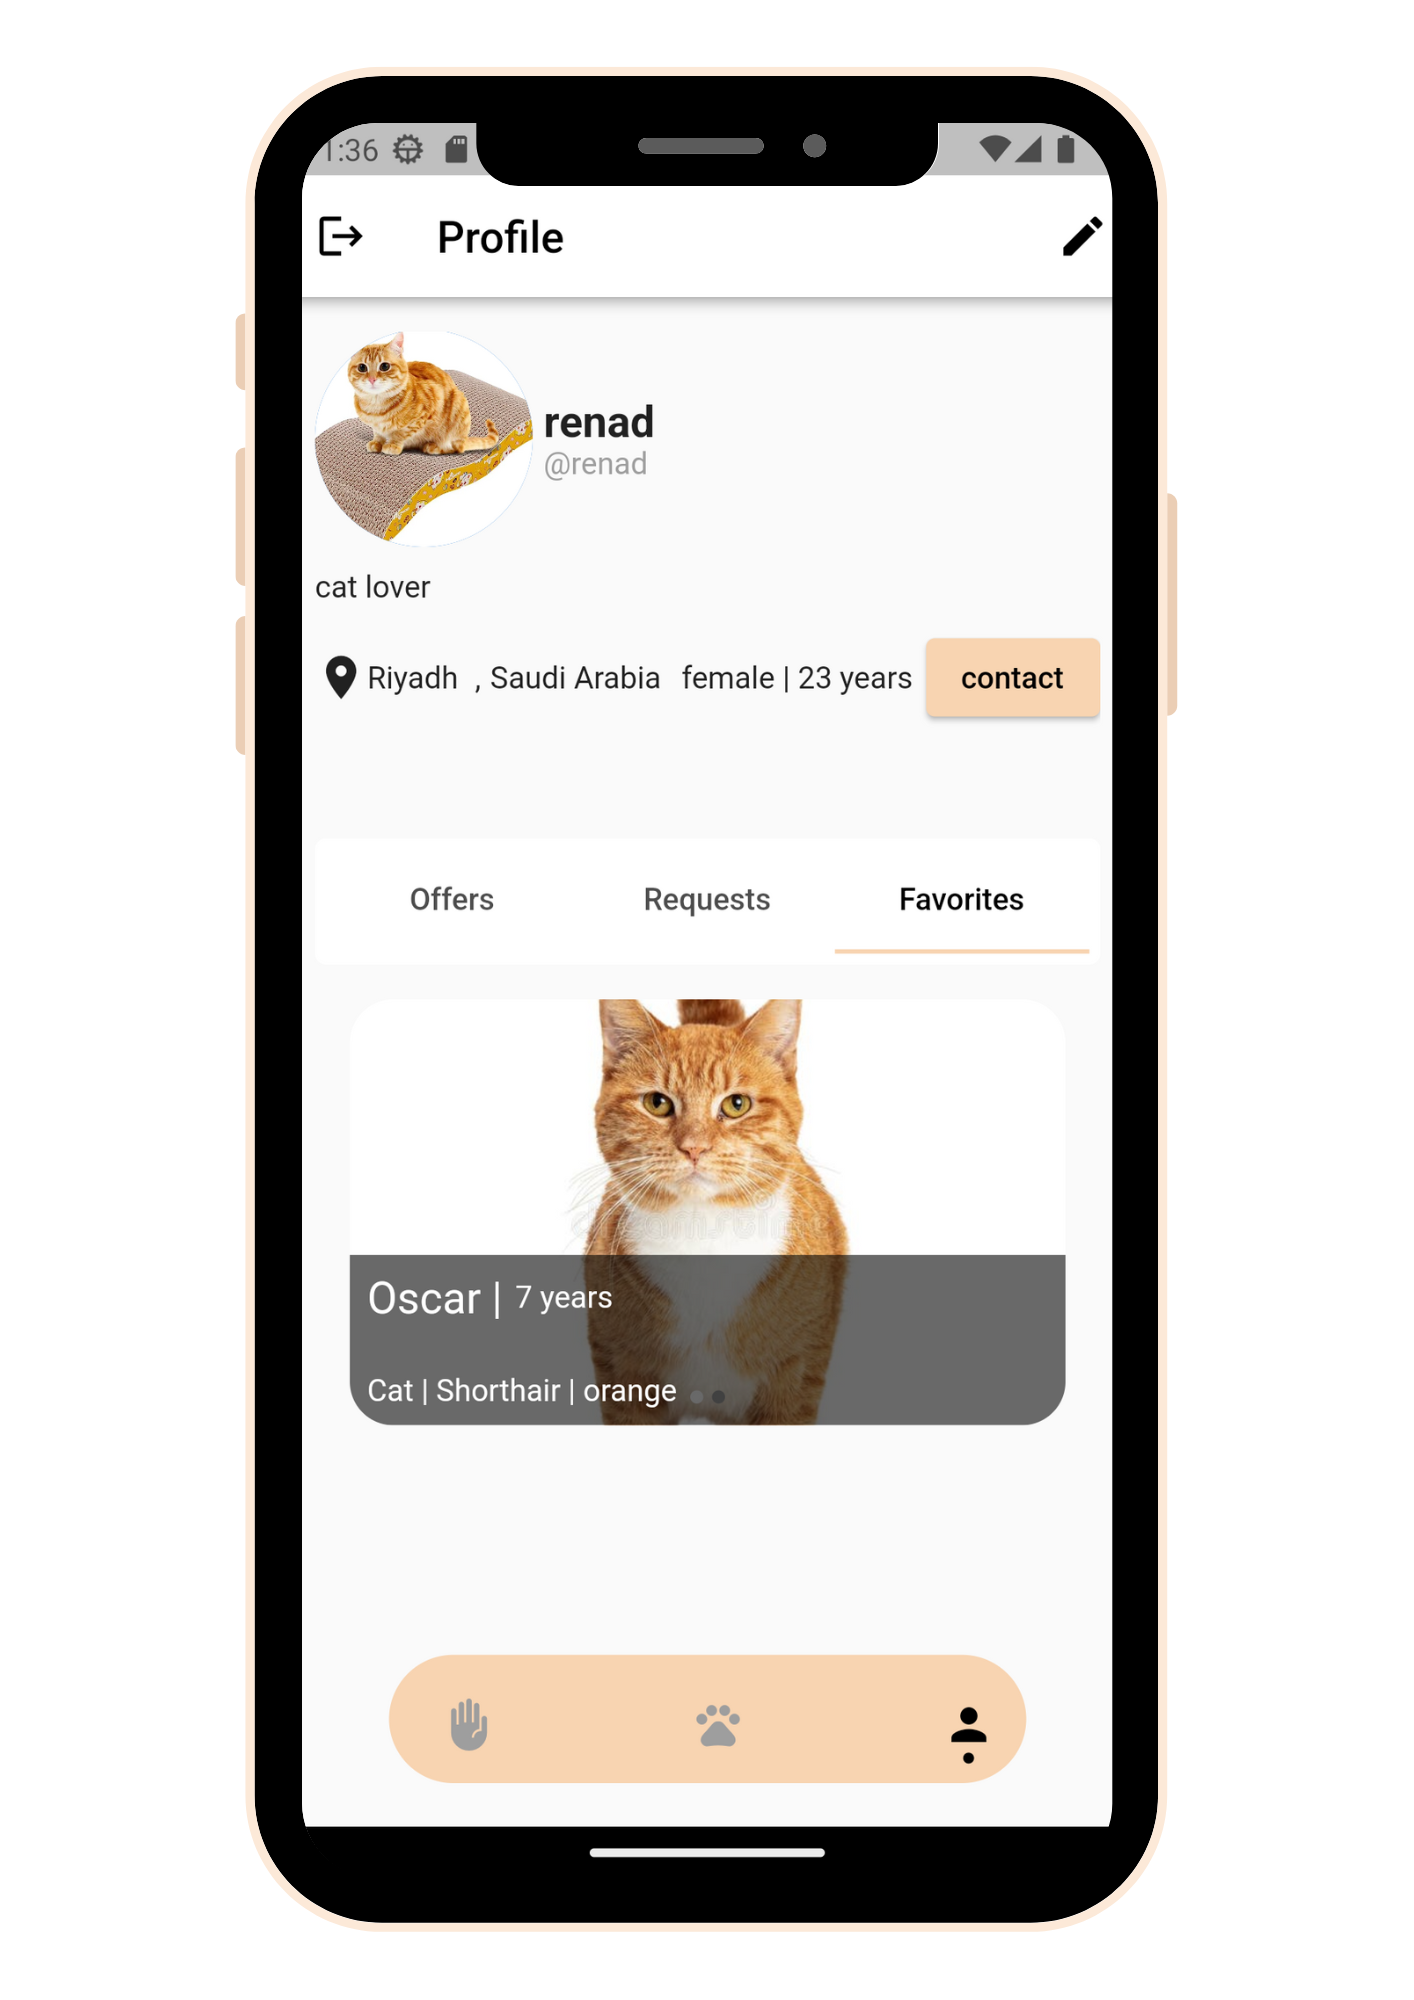 1:36
Profile
renad
@renad
cat lover
Riyadh , Saudi Arabia female | 23 years contact
Offers Requests Favorites
Oscar | 7 years
Cat | Shorthair | orange